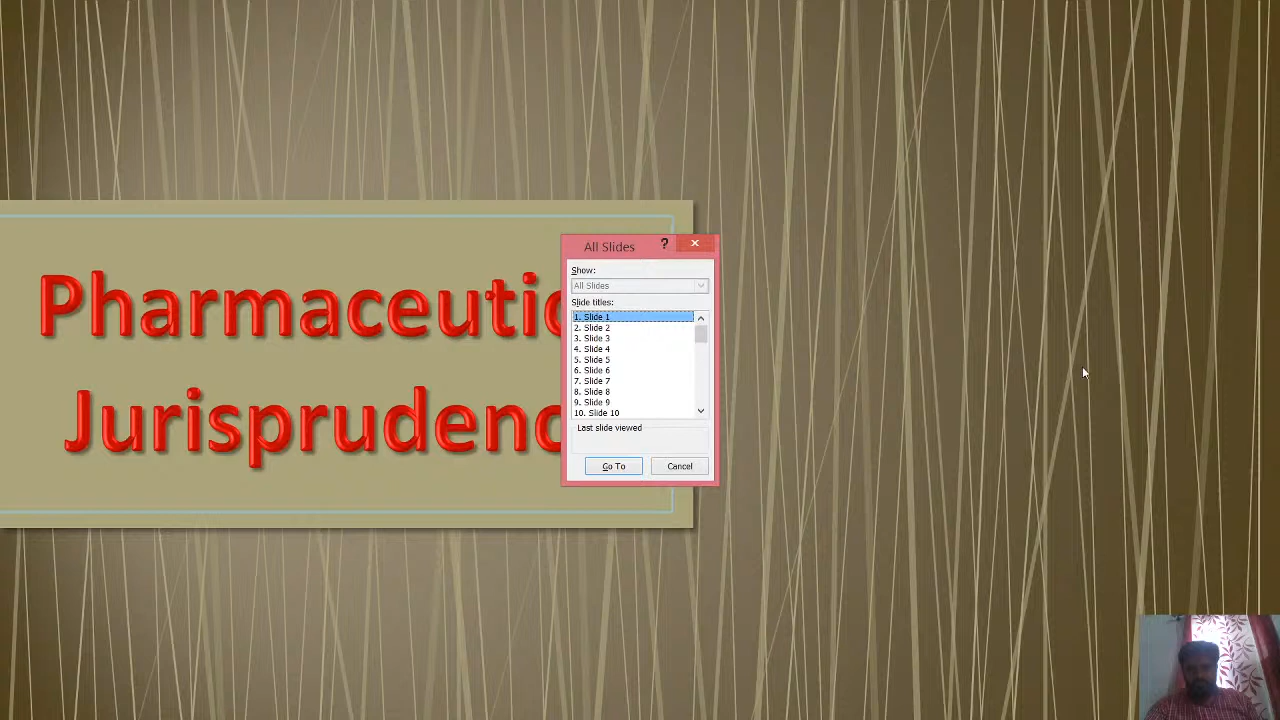 Pharmaceutic
Jurisprudenc
All Slides ?
Show:
All Slides
Slide titles:
1. Slide 1
2. Slide 2
3. Slide 3
4. Slide 4
5. Slide 5
6. Slide 6
7. Slide 7
8. Slide 8
9. Slide 9
10. Slide 10
Last slide viewed
Go To
Cancel